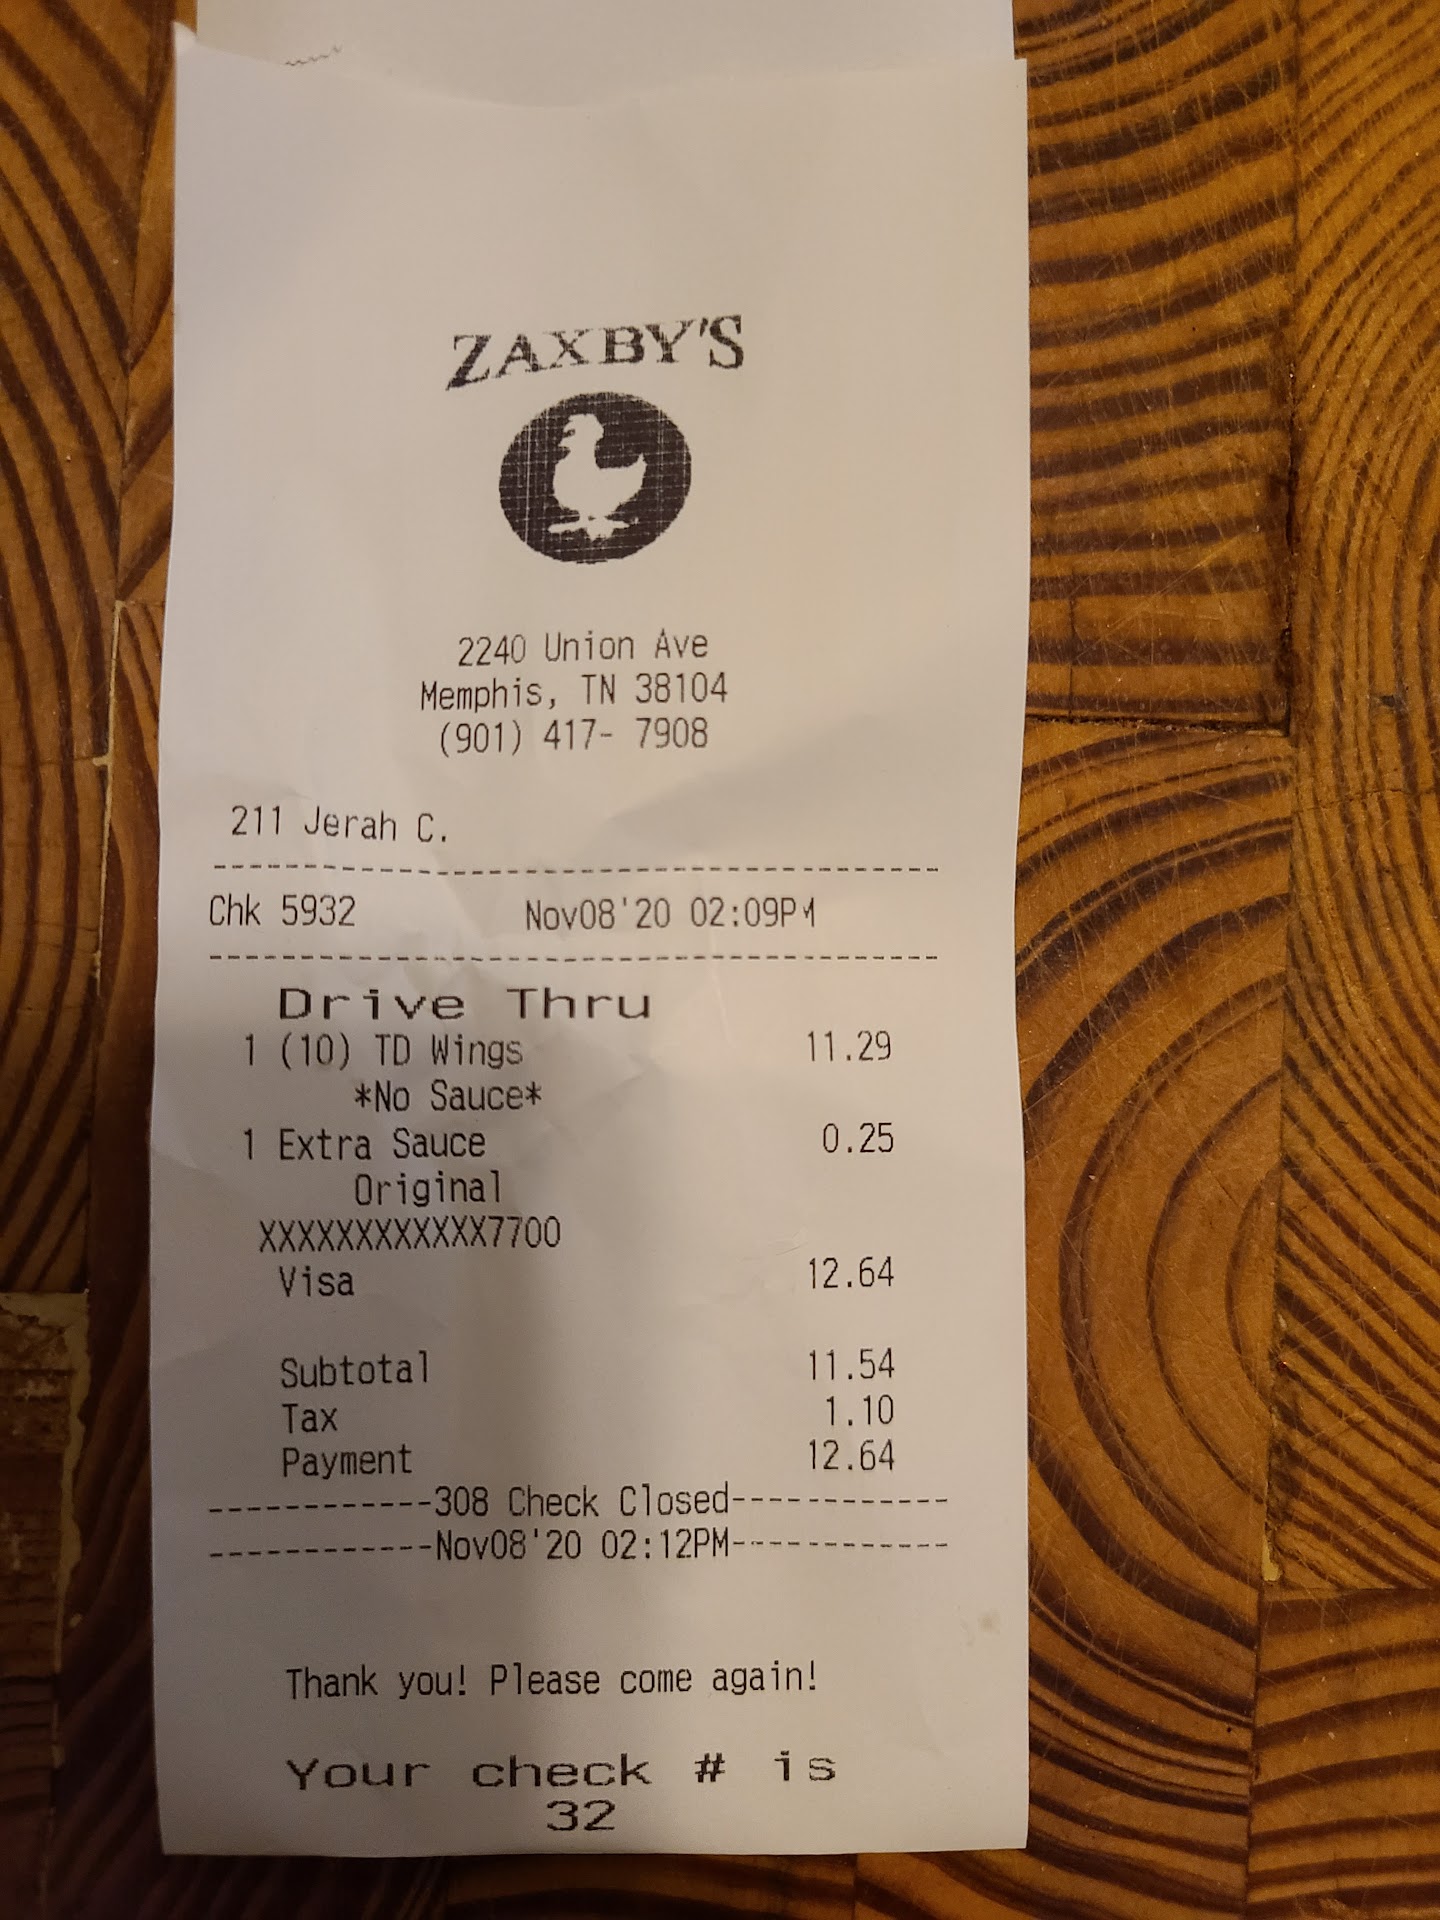 ZAXBY'S
2240 Union Ave
Memphis, TN 38104
(901) 417- 7908
211 Jerah C.
----------------------------------------
Chk 5932 Nov08'20 02:09PM
----------------------------------------
Drive Thru
1 (10) TD Wings 11.29
*No Sauce*
1 Extra Sauce 0.25
Original
XXXXXXXXXXXX7700
Visa 12.64
Subtotal 11.54
Tax 1.10
Payment 12.64
------------308 Check Closed------------
------------Nov08'20 02:12PM------------
Thank you! Please come again!
Your check # is
32